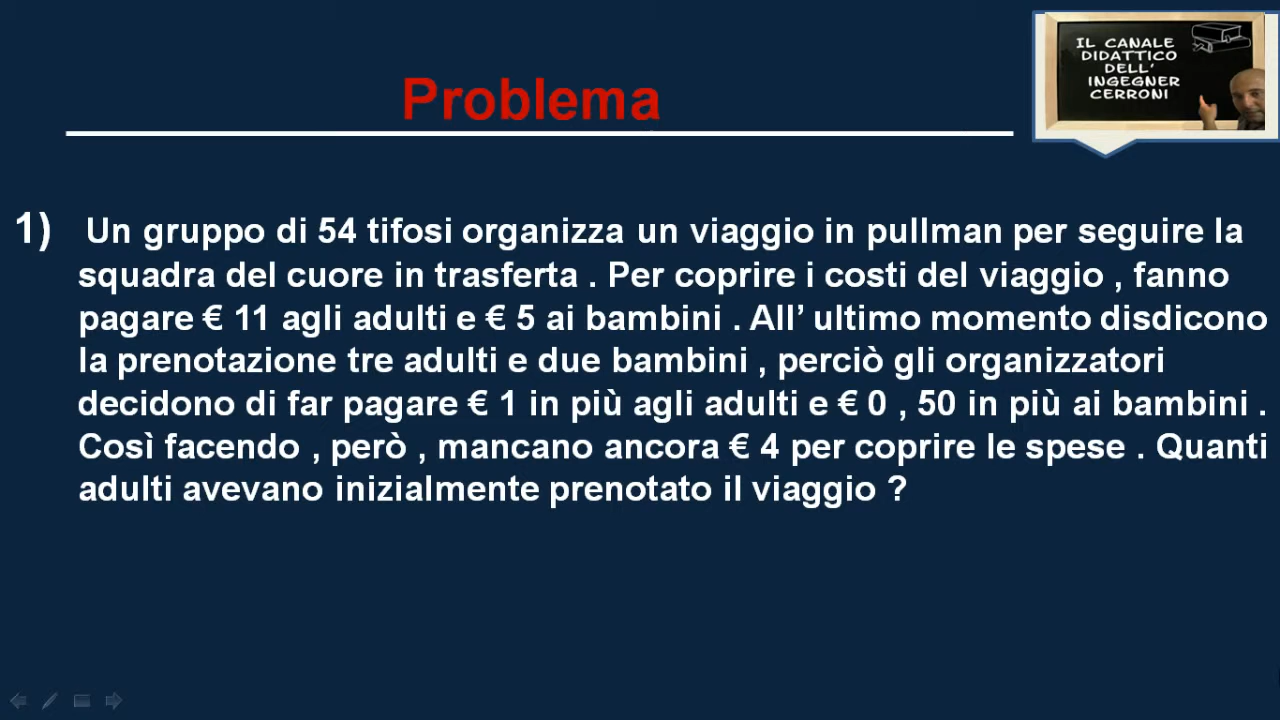 IL CANALE
DIDATTICO
DELL'
INGEGNER
CERRONI
Problema
1) Un gruppo di 54 tifosi organizza un viaggio in pullman per seguire la
squadra del cuore in trasferta . Per coprire i costi del viaggio , fanno
pagare € 11 agli adulti e € 5 ai bambini . All’ ultimo momento disdicono
la prenotazione tre adulti e due bambini , perciò gli organizzatori
decidono di far pagare € 1 in più agli adulti e € 0 , 50 in più ai bambini .
Così facendo , però , mancano ancora € 4 per coprire le spese . Quanti
adulti avevano inizialmente prenotato il viaggio ?